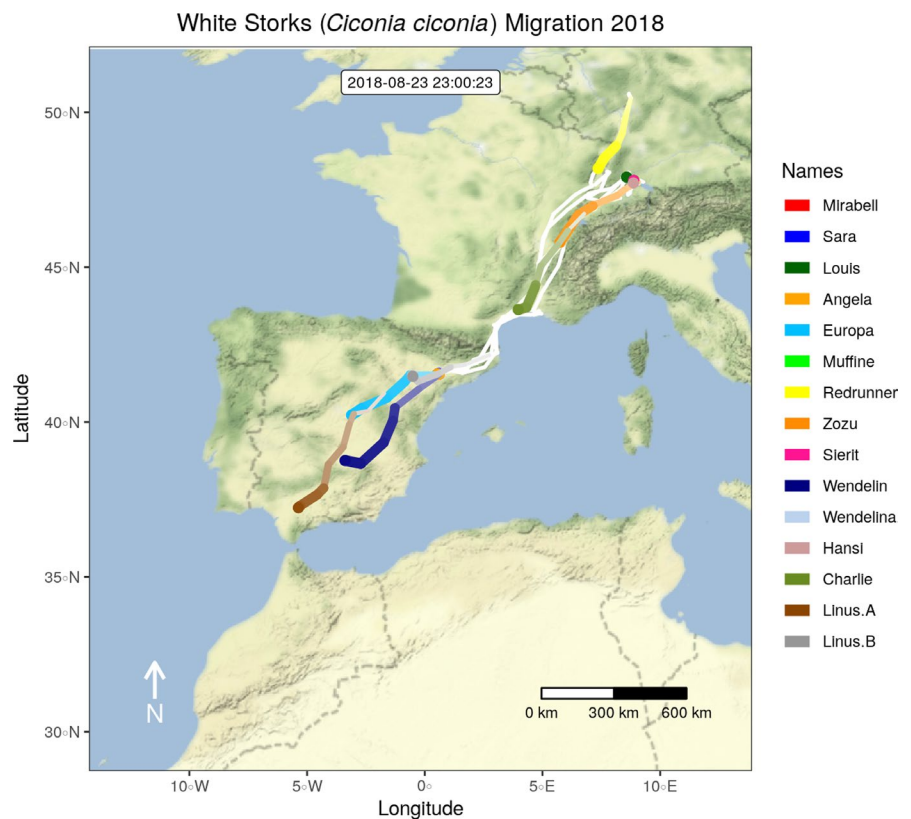 White Storks (Ciconia ciconia) Migration 2018
2018-08-23 23:00:23
50°N
45°N
40°N
35°N
30°N
Latitude
10°W
5°W
0°
5°E
10°E
Longitude
N
0 km 300 km 600 km
Names
Mirabell
Sara
Louis
Angela
Europa
Muffine
Redrunner
Zozu
Sierit
Wendelin
Wendelina
Hansi
Charlie
Linus.A
Linus.B